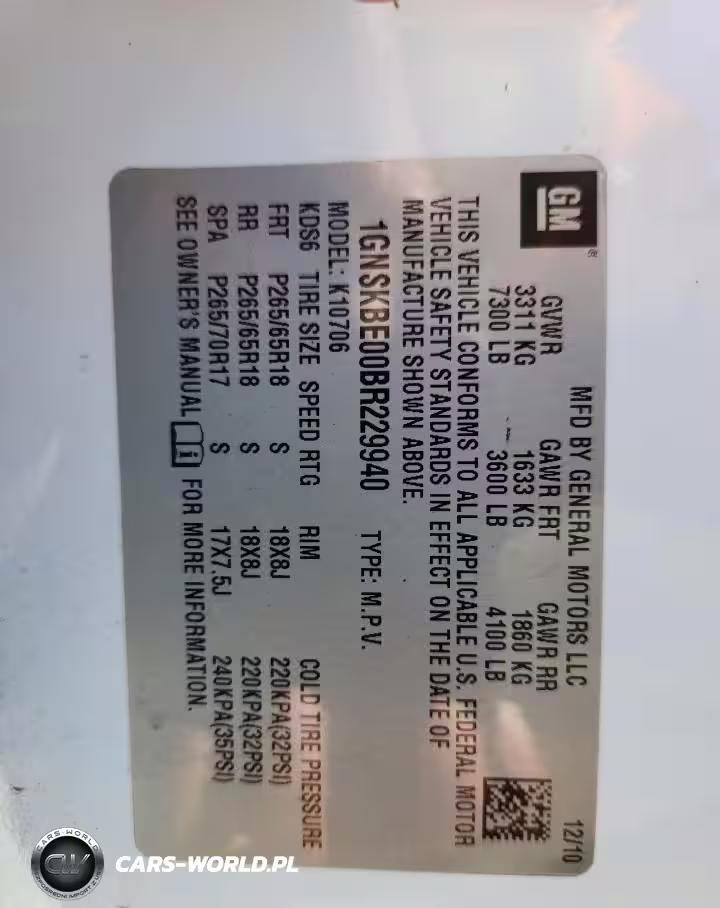 GM
®
MFD BY GENERAL MOTORS LLC 12/10
GVWR GAWR FRT GAWR RR
3311 KG 1633 KG 1860 KG
7300 LB 3600 LB 4100 LB
THIS VEHICLE CONFORMS TO ALL APPLICABLE U.S. FEDERAL MOTOR
VEHICLE SAFETY STANDARDS IN EFFECT ON THE DATE OF
MANUFACTURE SHOWN ABOVE.
1GNSKBE00BR229940 TYPE: M.P.V.
MODEL: K10706
KDS6 TIRE SIZE SPEED RTG RIM COLD TIRE PRESSURE
FRT P265/65R18 S 18X8J 220KPA(32PSI)
RR P265/65R18 S 18X8J 220KPA(32PSI)
SPA P265/70R17 S 17X7.5J 240KPA(35PSI)
SEE OWNER'S MANUAL i FOR MORE INFORMATION.
CARS-WORLD
CW
CARS-WORLD.PL